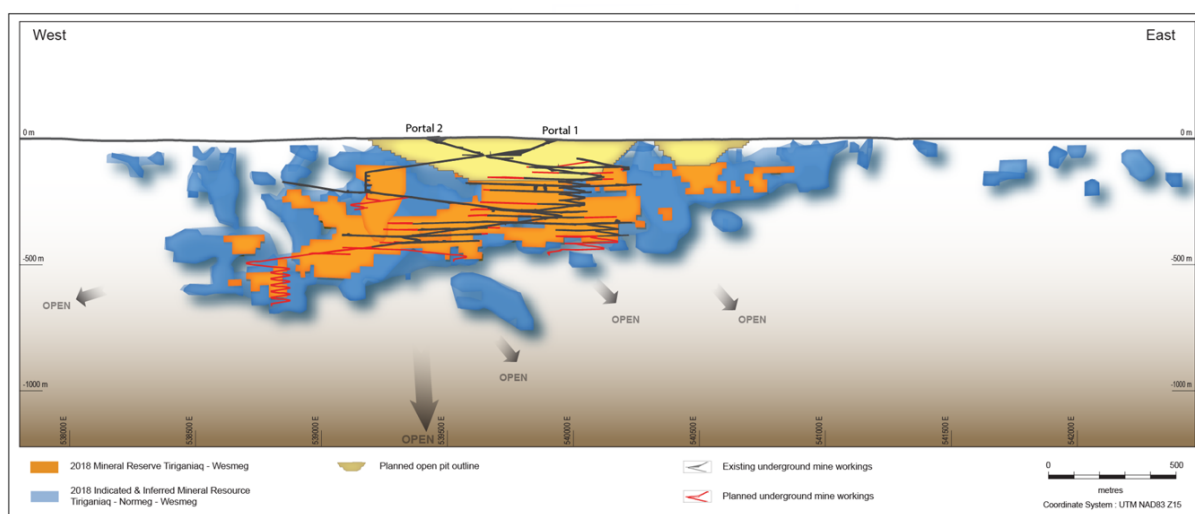 West
East
Portal 2
Portal 1
0 m
0 m
-500 m
-500 m
OPEN
OPEN
OPEN
OPEN
-1000 m
-1000 m
OPEN
538000 E
538500 E
539000 E
539500 E
540000 E
540500 E
541000 E
541500 E
542000 E
2018 Mineral Reserve Tiriganiaq - Wesmeg
Planned open pit outline
Existing underground mine workings
0
500
2018 Indicated & Inferred Mineral Resource
Tiriganiaq - Normeg - Wesmeg
Planned underground mine workings
metres
Coordinate System : UTM NAD83 Z15